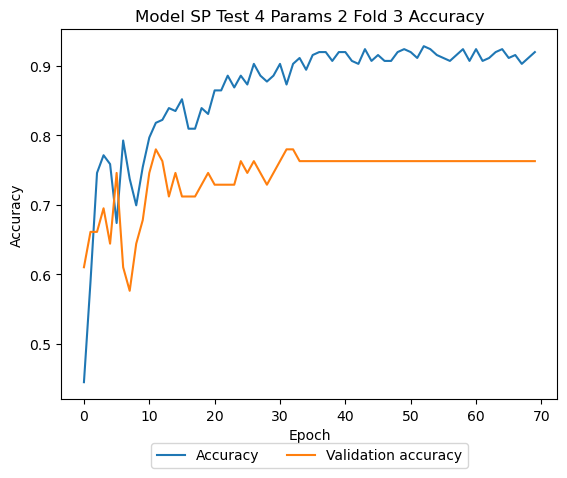 Model SP Test 4 Params 2 Fold 3 Accuracy
Accuracy
0.9
0.8
0.7
0.6
0.5
0 10 20 30 40 50 60 70
Epoch
Accuracy Validation accuracy